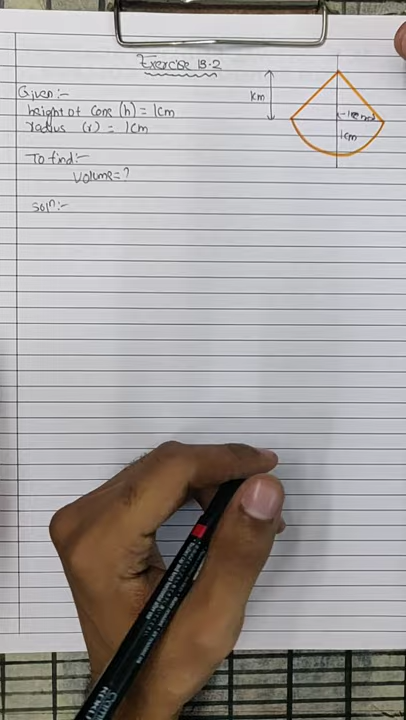 Exercise 13.2
Given:-
height of Cone (h) = 1cm
radius (r) = 1cm
To find:-
Volume = ?
Soln:-
1cm
1cm